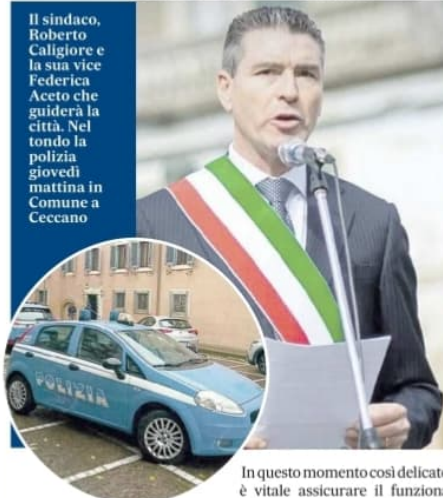 Il sindaco,
Roberto
Caligiore e
la sua vice
Federica
Aceto che
guiderà la
città. Nel
tondo la
polizia
giovedì
mattina in
Comune a
Ceccano
POLIZIA
In questo momento così delicato
è vitale assicurare il funzion